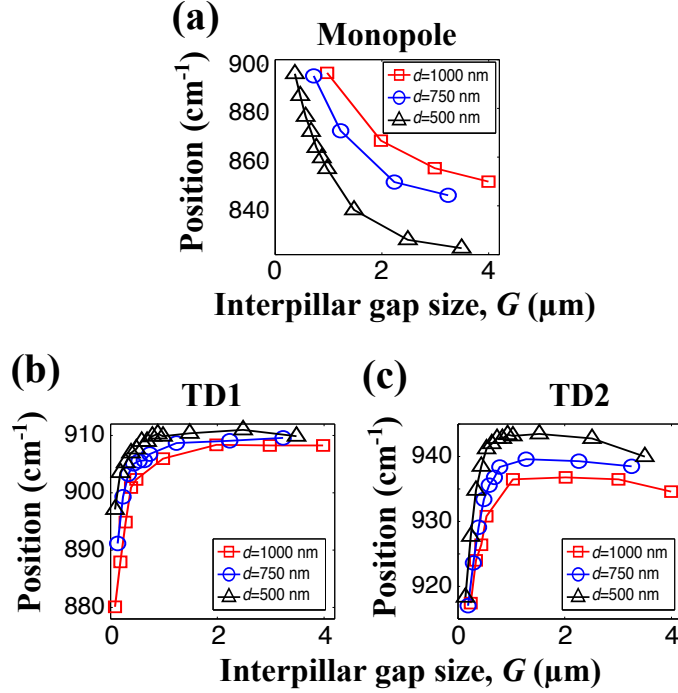 (a)
Monopole
Position (cm-1)
900
880
860
840
d=1000 nm
d=750 nm
d=500 nm
0 2 4
Interpillar gap size, G (μm)
(b)
TD1
Position (cm-1)
910
900
890
880
d=1000 nm
d=750 nm
d=500 nm
0 2 4
(c)
TD2
Position (cm-1)
940
930
920
d=1000 nm
d=750 nm
d=500 nm
0 2 4
Interpillar gap size, G (μm)